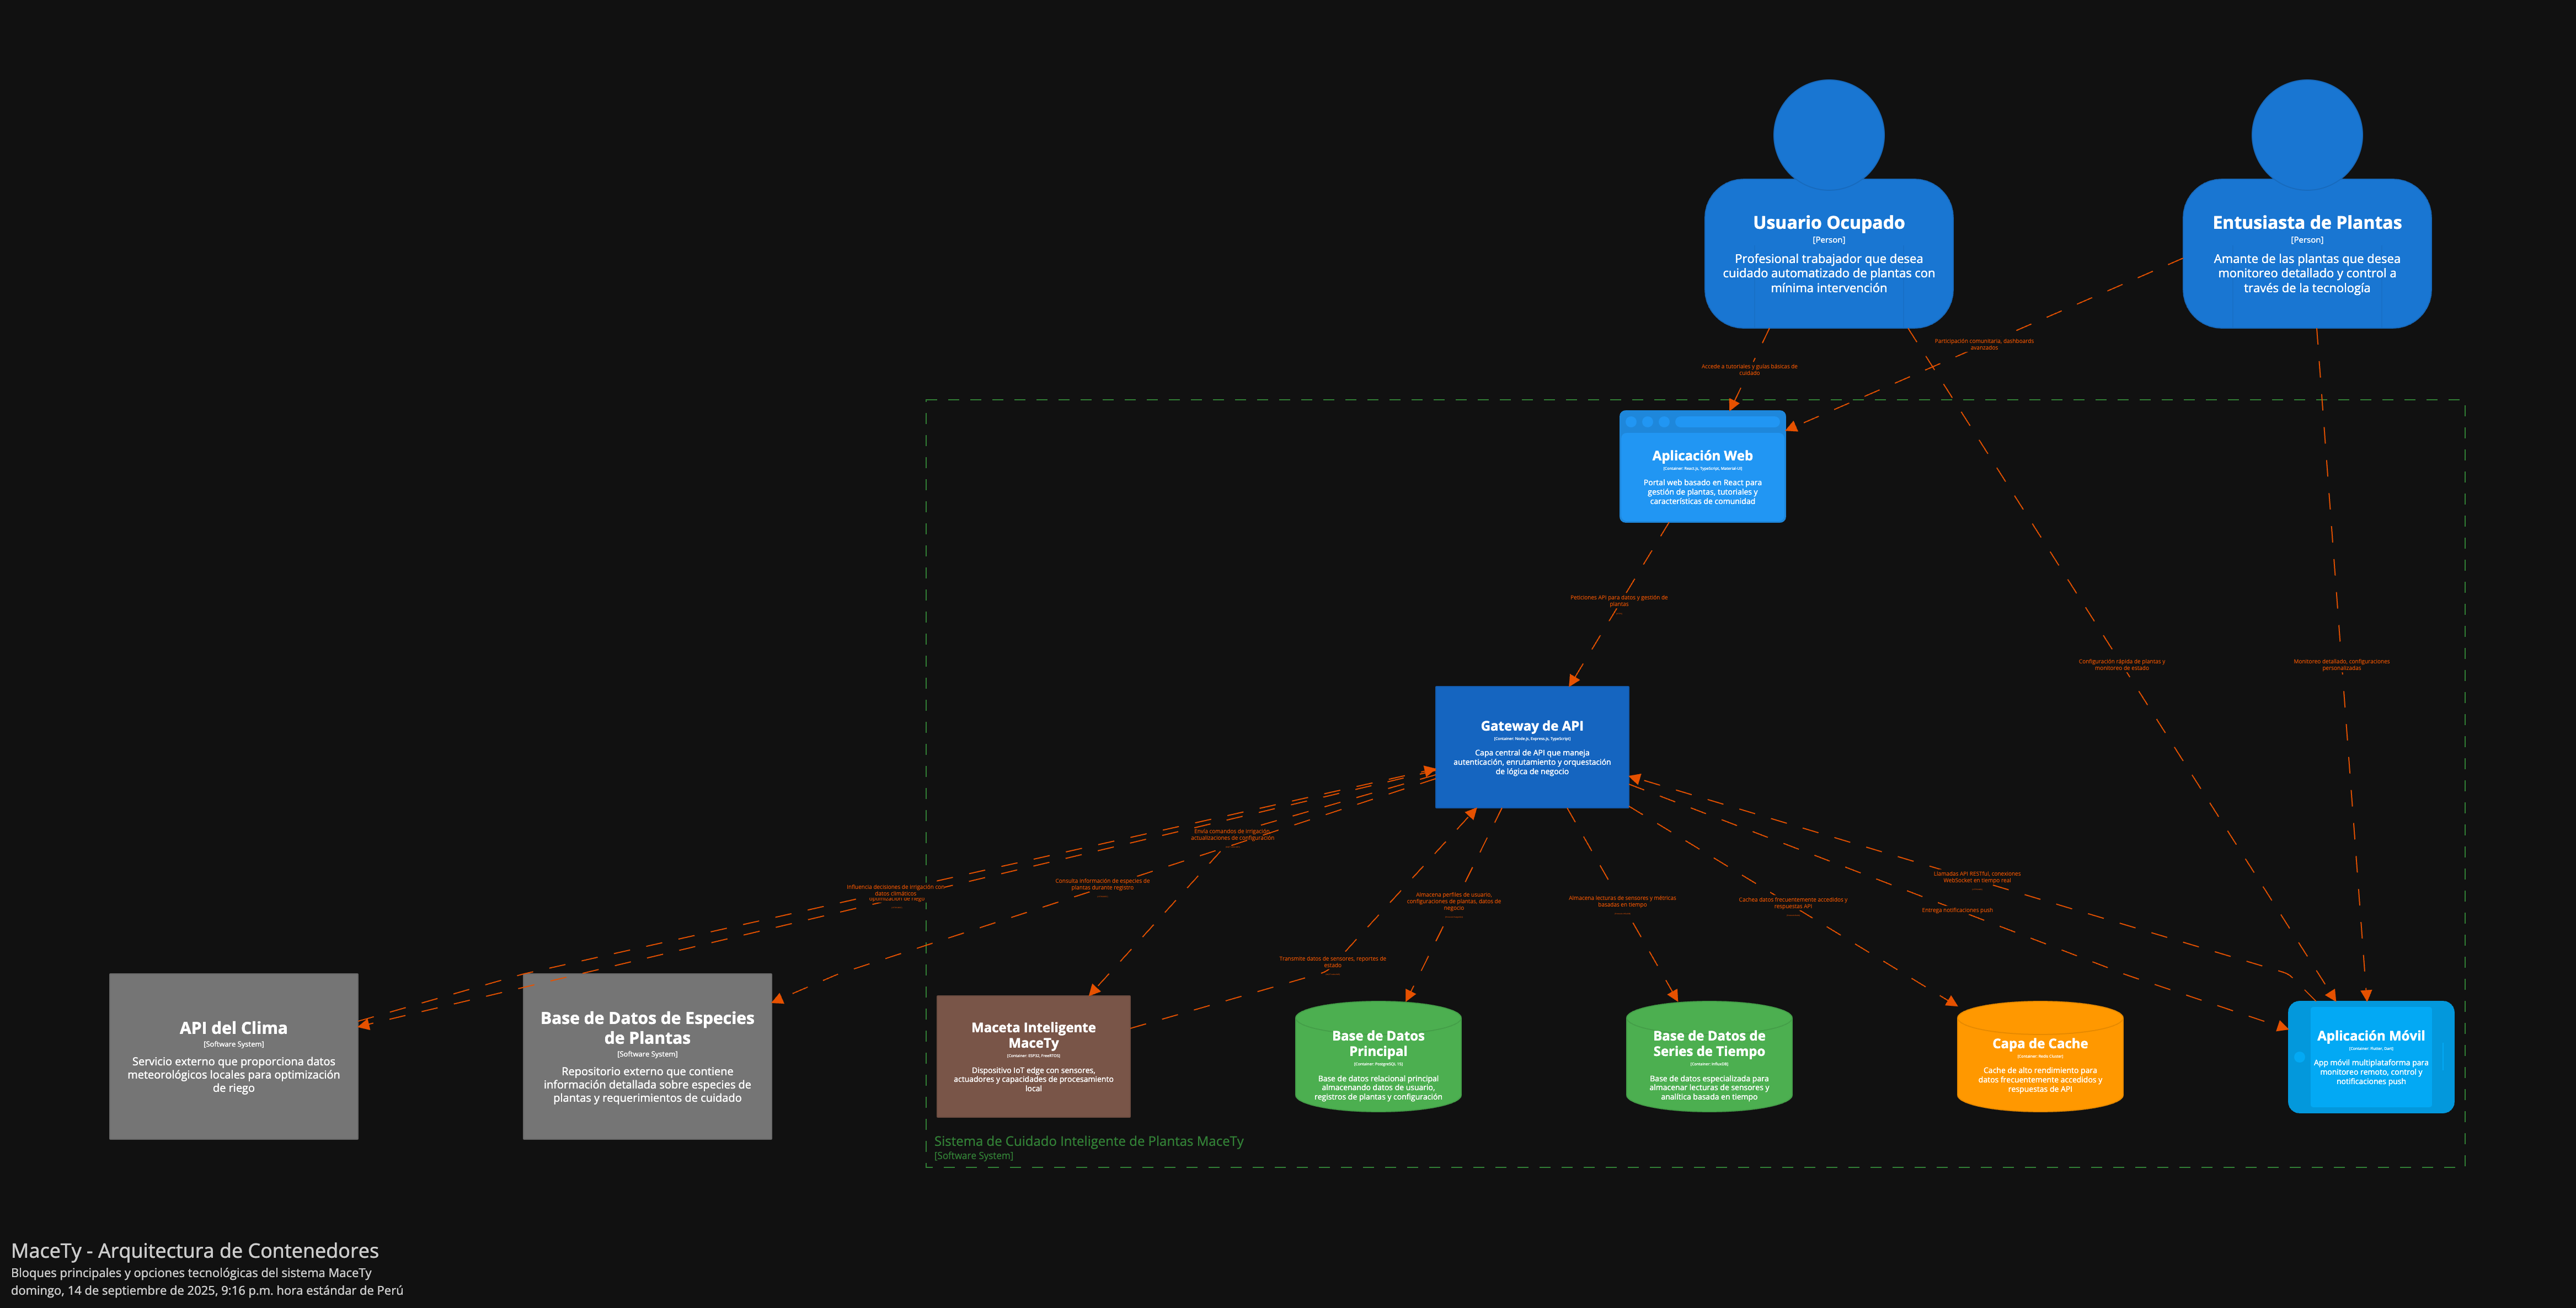 Usuario Ocupado
[Person]
Profesional trabajador que desea
cuidado automatizado de plantas con
mínima intervención
Entusiasta de Plantas
[Person]
Amante de las plantas que desea
monitoreo detallado y control a
través de la tecnología
Participación comunitaria, dashboards
avanzados
Accede a tutoriales y guías básicas de
cuidado
Aplicación Web
[Container: React.js, TypeScript, Material-UI]
Portal web basado en React para
gestión de plantas, tutoriales y
características de comunidad
Peticiones API para datos y gestión de
plantas
Configuración rápida de plantas y
monitoreo de estado
Monitoreo detallado, configuraciones
personalizadas
Gateway de API
[Container: Node.js, Express.js, TypeScript]
Capa central de API que maneja
autenticación, enrutamiento y orquestación
de lógica de negocio
Envía comandos de irrigación,
actualizaciones de configuración
Influencia decisiones de irrigación con
datos climáticos
optimización de riego
Consulta información de especies de
plantas durante registro
Almacena perfiles de usuario,
configuraciones de plantas, datos de
negocio
Almacena lecturas de sensores y métricas
basadas en tiempo
Cachea datos frecuentemente accedidos y
respuestas API
Llamadas API RESTful, conexiones
WebSocket en tiempo real
Entrega notificaciones push
Transmite datos de sensores, reportes de
estado
API del Clima
[Software System]
Servicio externo que proporciona datos
meteorológicos locales para optimización
de riego
Base de Datos de Especies
de Plantas
[Software System]
Repositorio externo que contiene
información detallada sobre especies de
plantas y requerimientos de cuidado
Maceta Inteligente
MaceTy
[Container: ESP32, FreeRTOS]
Dispositivo IoT edge con sensores,
actuadores y capacidades de procesamiento
local
Base de Datos
Principal
[Container: PostgreSQL 15]
Base de datos relacional principal
almacenando datos de usuario,
registros de plantas y configuración
Base de Datos de
Series de Tiempo
[Container: InfluxDB]
Base de datos especializada para
almacenar lecturas de sensores y
analítica basada en tiempo
Capa de Cache
[Container: Redis Cluster]
Cache de alto rendimiento para
datos frecuentemente accedidos y
respuestas de API
Aplicación Móvil
[Container: Flutter, Dart]
App móvil multiplataforma para
monitoreo remoto, control y
notificaciones push
Sistema de Cuidado Inteligente de Plantas MaceTy
[Software System]
MaceTy - Arquitectura de Contenedores
Bloques principales y opciones tecnológicas del sistema MaceTy
domingo, 14 de septiembre de 2025, 9:16 p.m. hora estándar de Perú